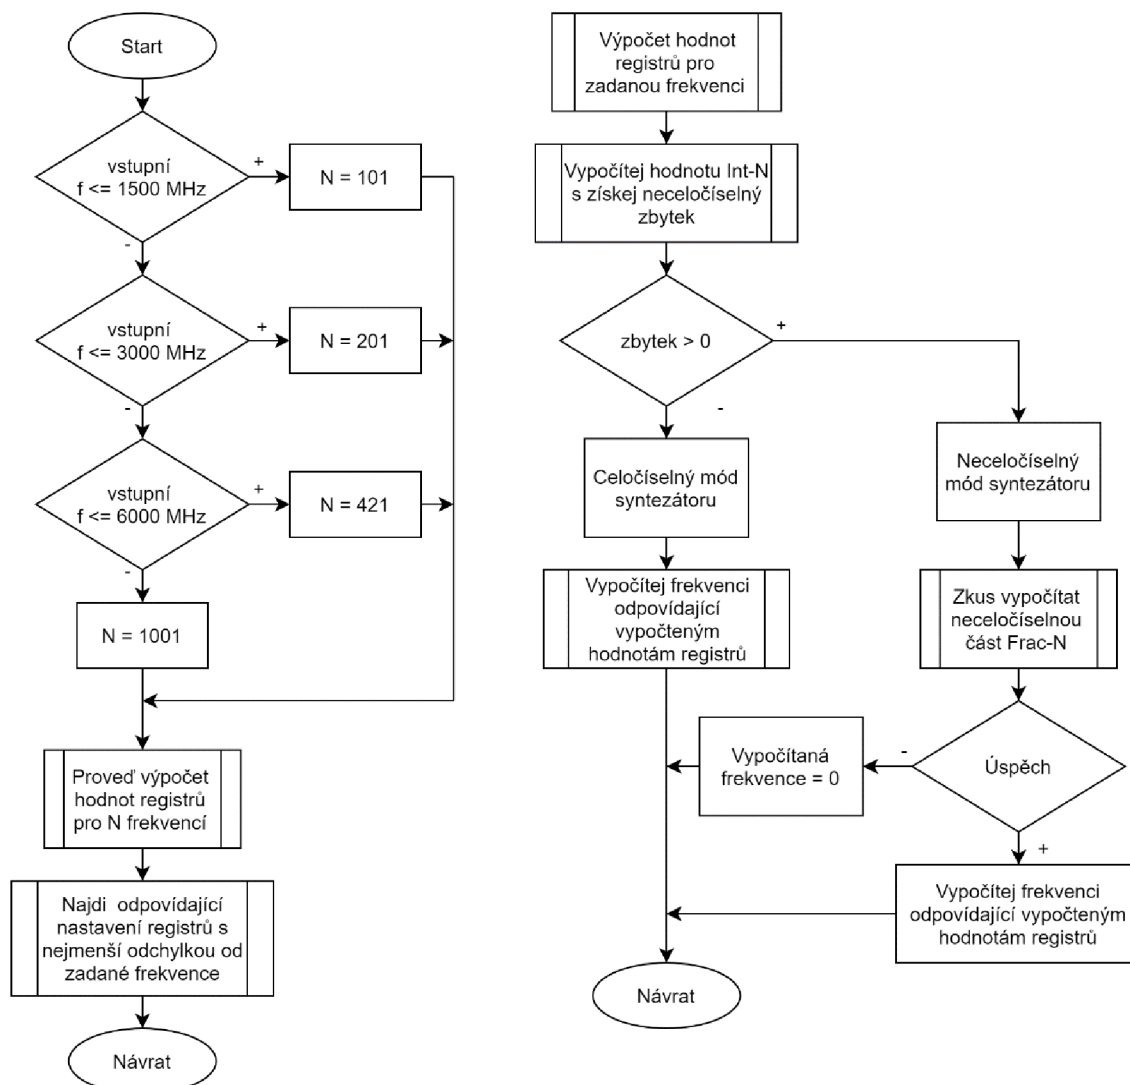 Start
vstupní
f <= 1500 MHz
+
N = 101
-
vstupní
f <= 3000 MHz
+
N = 201
-
vstupní
f <= 6000 MHz
+
N = 421
-
N = 1001
Proveď výpočet
hodnot registrů
pro N frekvencí
Najdi odpovídající
nastavení registrů s
nejmenší odchylkou od
zadané frekvence
Návrat
Výpočet hodnot
registrů pro
zadanou frekvenci
Vypočítej hodnotu Int-N
s získej neceločíselný
zbytek
zbytek > 0
+
-
Celočíselný mód
syntezátoru
Neceločíselný
mód syntezátoru
Vypočítej frekvenci
odpovídající
vypočteným
hodnotám registrů
Zkus vypočítat
neceločíselnou
část Frac-N
Úspěch
-
Vypočítaná
frekvence = 0
+
Vypočítej frekvenci
odpovídající vypočteným
hodnotám registrů
Návrat